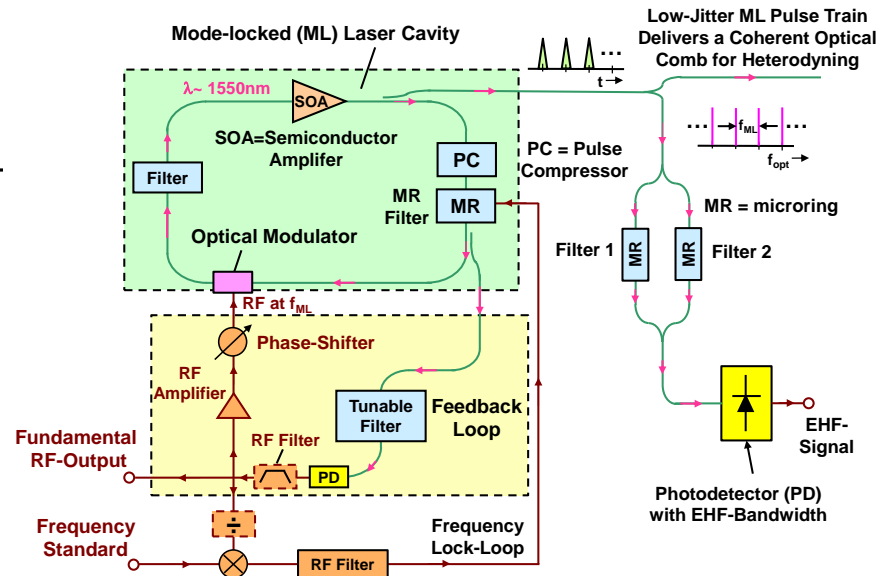 Mode-locked (ML) Laser Cavity
Low-Jitter ML Pulse Train
Delivers a Coherent Optical
Comb for Heterodyning
...
t
λ~ 1550nm
SOA
SOA=Semiconductor
Amplifer
Filter
PC
PC = Pulse
Compressor
MR
Filter
MR
... fML ...
fopt
MR = microring
Filter 1
MR
MR
Filter 2
Optical Modulator
RF at fML
Phase-Shifter
RF
Amplifier
Tunable
Filter
Feedback
Loop
Fundamental
RF-Output
RF Filter
PD
EHF-
Signal
Photodetector (PD)
with EHF-Bandwidth
Frequency
Standard
÷
RF Filter
Frequency
Lock-Loop